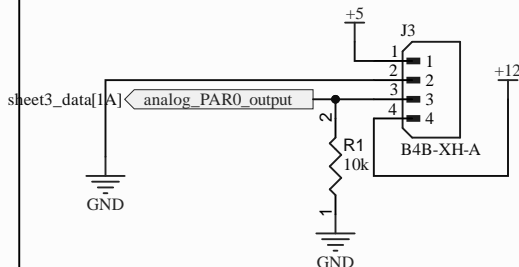 +5
J3
1 1
2 2
+12
sheet3_data[1A] analog_PAR0_output 3 3
4 4
2
B4B-XH-A
R1
10k
GND
1
GND